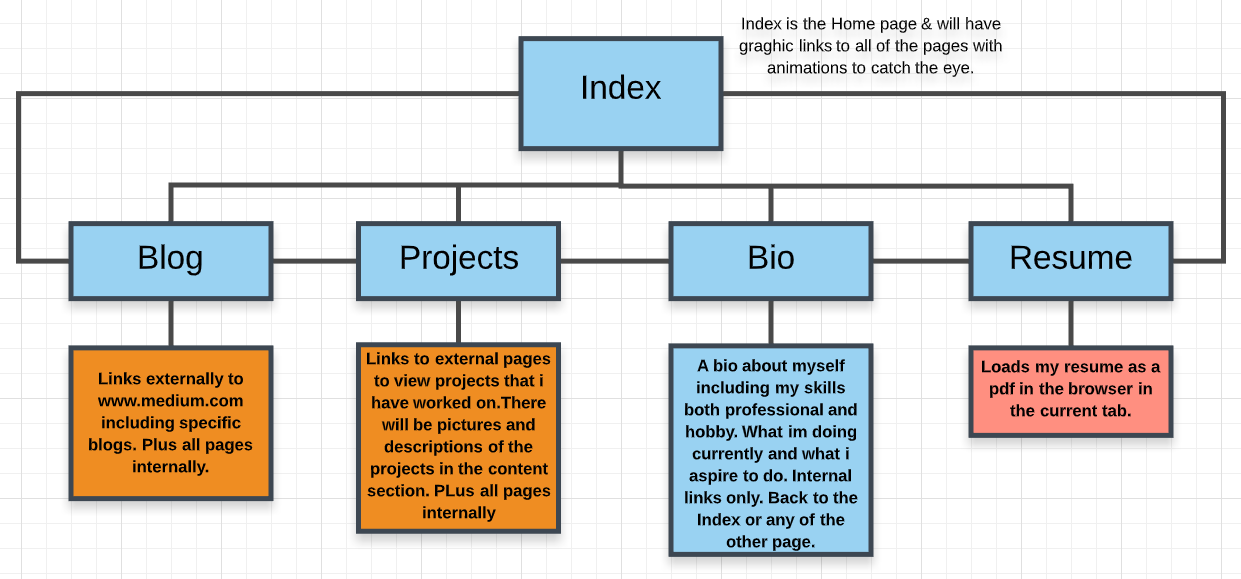 Index is the Home page & will have
graghic links to all of the pages with
animations to catch the eye.
Index
Blog
Projects
Bio
Resume
Links externally to
www.medium.com
including specific
blogs. Plus all pages
internally.
Links to external pages
to view projects that i
have worked on.There
will be pictures and
descriptions of the
projects in the content
section. PLus all pages
internally
A bio about myself
including my skills
both professional and
hobby. What im doing
currently and what i
aspire to do. Internal
links only. Back to the
Index or any of the
other page.
Loads my resume as a
pdf in the browser in
the current tab.